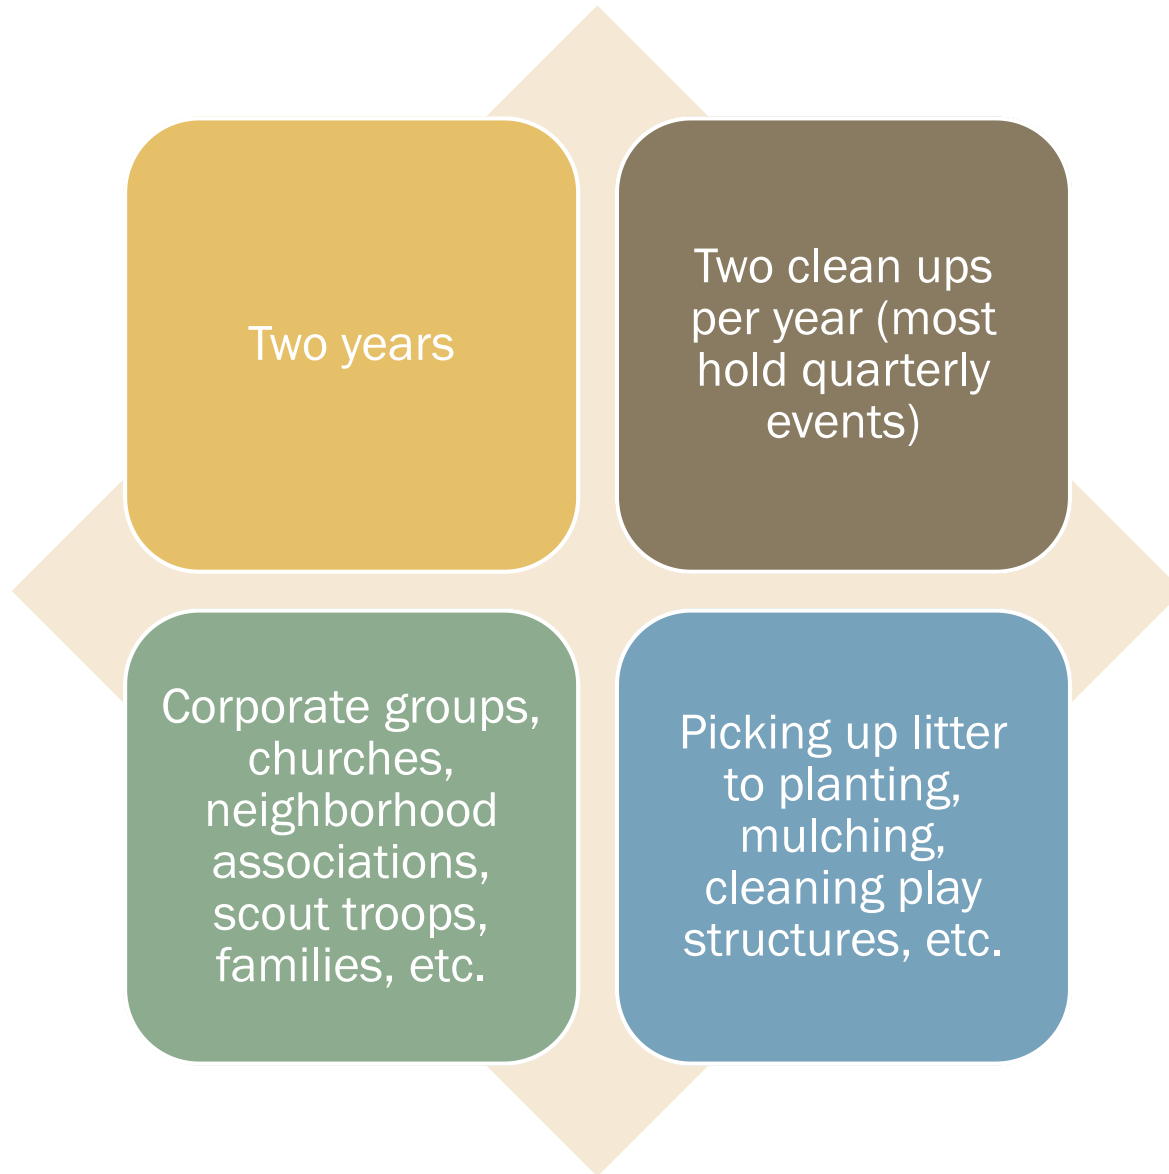 Two years
Two clean ups
per year (most
hold quarterly
events)
Corporate groups,
churches,
neighborhood
associations,
scout troops,
families, etc.
Picking up litter
to planting,
mulching,
cleaning play
structures, etc.